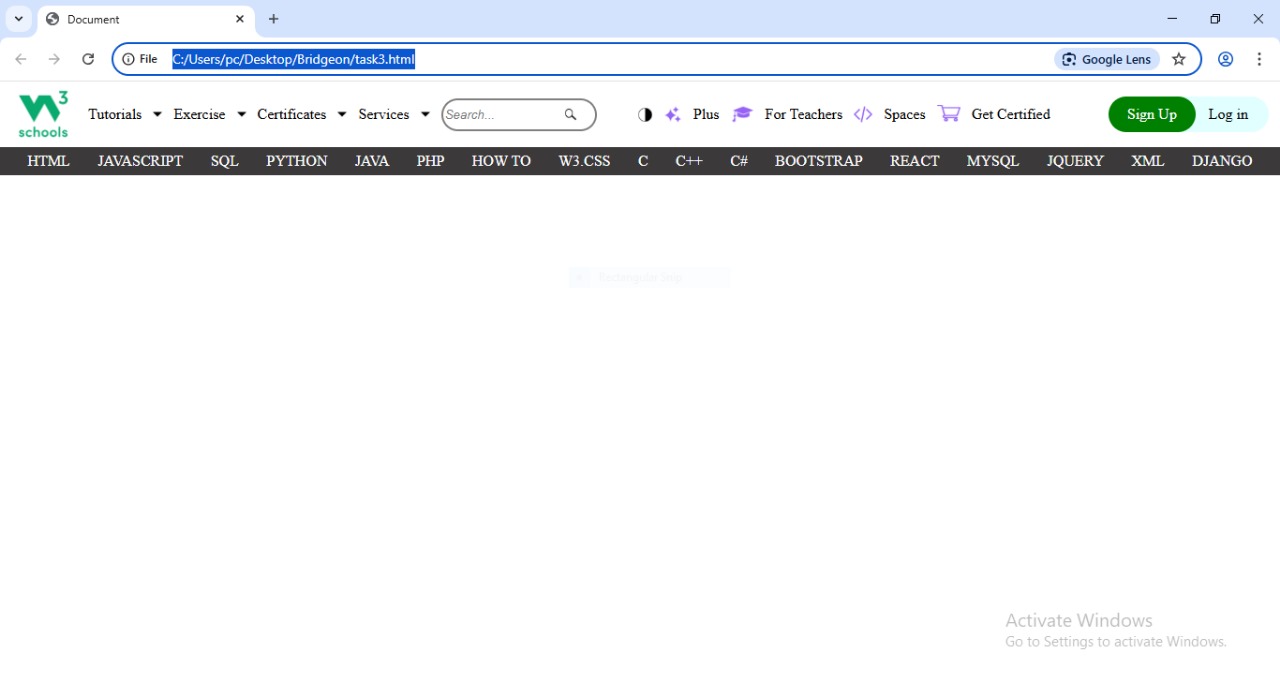 Document
File C:/Users/pc/Desktop/Bridgeon/task3.html Google Lens
3
schools Tutorials Exercise Certificates Services Search... Plus For Teachers Spaces Get Certified Sign Up Log in
HTML JAVASCRIPT SQL PYTHON JAVA PHP HOW TO W3.CSS C C++ C# BOOTSTRAP REACT MYSQL JQUERY XML DJANGO
Rectangular Snip
Activate Windows
Go to Settings to activate Windows.